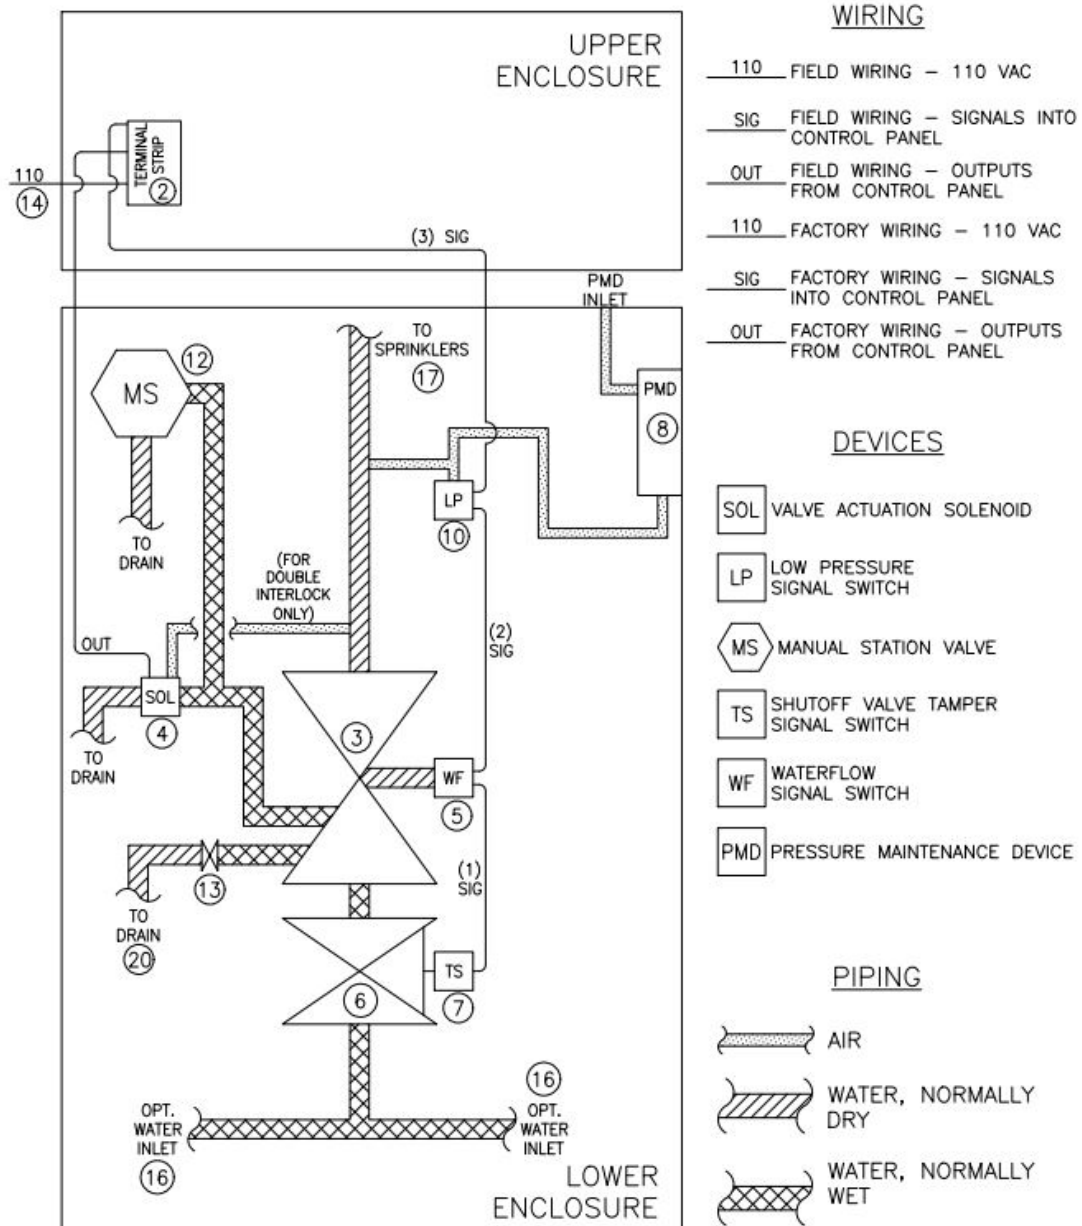 UPPER
ENCLOSURE
TERMINAL
STRIP
2
110
14
(3) SIG
PMD
INLET
TO
SPRINKLERS
17
12
MS
PMD
8
LP
10
TO
DRAIN
(FOR
DOUBLE
INTERLOCK
ONLY)
(2)
SIG
OUT
SOL
4
TO
DRAIN
3
WF
5
13
(1)
SIG
TO
DRAIN
20
TS
7
6
16
OPT.
WATER
INLET
OPT.
WATER
INLET
16
LOWER
ENCLOSURE
WIRING
110 FIELD WIRING – 110 VAC
SIG FIELD WIRING – SIGNALS INTO
CONTROL PANEL
OUT FIELD WIRING – OUTPUTS
FROM CONTROL PANEL
110 FACTORY WIRING – 110 VAC
SIG FACTORY WIRING – SIGNALS
INTO CONTROL PANEL
OUT FACTORY WIRING – OUTPUTS
FROM CONTROL PANEL
DEVICES
SOL VALVE ACTUATION SOLENOID
LP LOW PRESSURE
SIGNAL SWITCH
MS MANUAL STATION VALVE
TS SHUTOFF VALVE TAMPER
SIGNAL SWITCH
WF WATERFLOW
SIGNAL SWITCH
PMD PRESSURE MAINTENANCE DEVICE
PIPING
AIR
WATER, NORMALLY
DRY
WATER, NORMALLY
WET